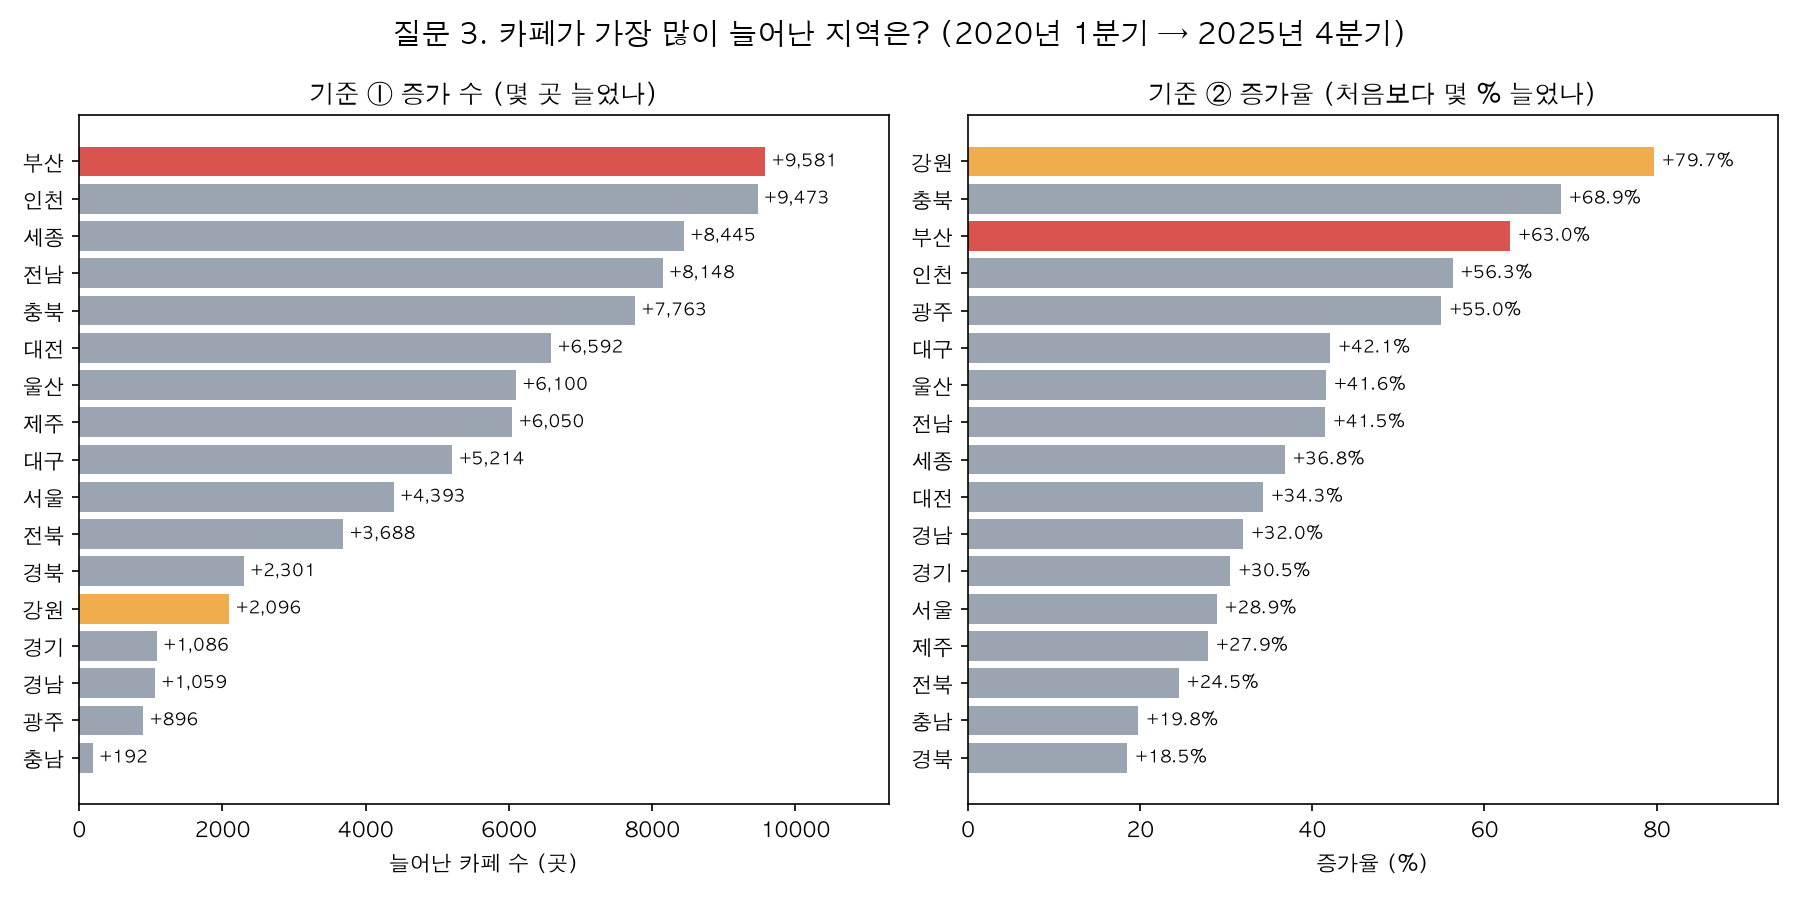 질문 3. 카페가 가장 많이 늘어난 지역은? (2020년 1분기 → 2025년 4분기)
기준 ① 증가 수 (몇 곳 늘었나)
부산 +9,581
인천 +9,473
세종 +8,445
전남 +8,148
충북 +7,763
대전 +6,592
울산 +6,100
제주 +6,050
대구 +5,214
서울 +4,393
전북 +3,688
경북 +2,301
강원 +2,096
경기 +1,086
경남 +1,059
광주 +896
충남 +192
0 2000 4000 6000 8000 10000
늘어난 카페 수 (곳)
기준 ② 증가율 (처음보다 몇 % 늘었나)
강원 +79.7%
충북 +68.9%
부산 +63.0%
인천 +56.3%
광주 +55.0%
대구 +42.1%
울산 +41.6%
전남 +41.5%
세종 +36.8%
대전 +34.3%
경남 +32.0%
경기 +30.5%
서울 +28.9%
제주 +27.9%
전북 +24.5%
충남 +19.8%
경북 +18.5%
0 20 40 60 80
증가율 (%)